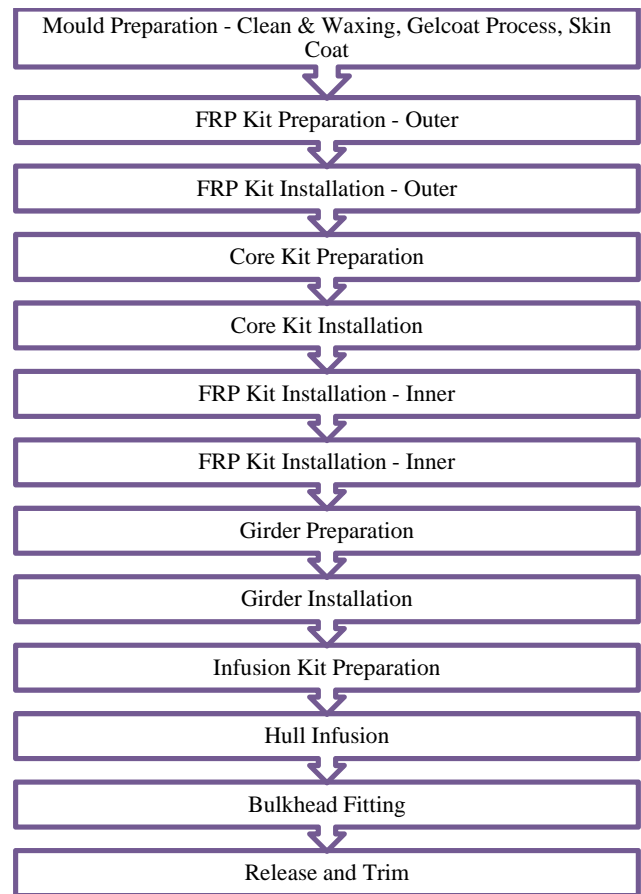 Mould Preparation - Clean & Waxing, Gelcoat Process, Skin
Coat
FRP Kit Preparation - Outer
FRP Kit Installation - Outer
Core Kit Preparation
Core Kit Installation
FRP Kit Installation - Inner
FRP Kit Installation - Inner
Girder Preparation
Girder Installation
Infusion Kit Preparation
Hull Infusion
Bulkhead Fitting
Release and Trim